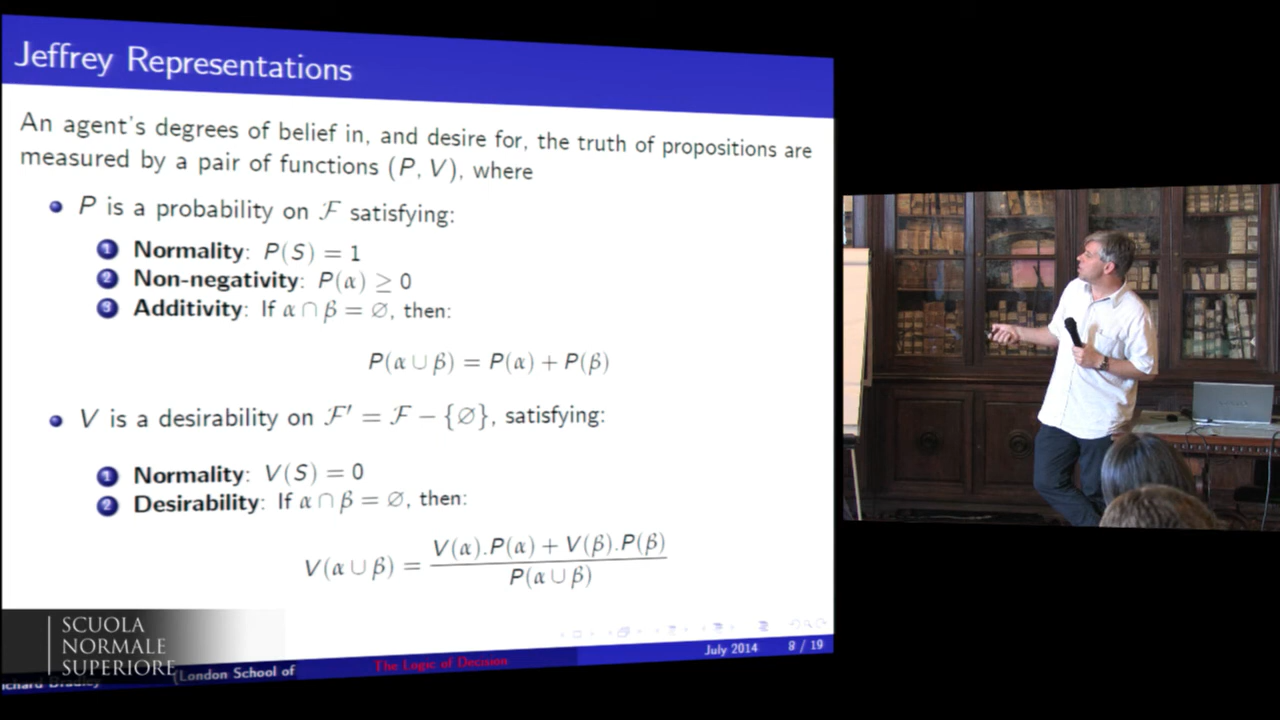 Jeffrey Representations
An agent's degrees of belief in, and desire for, the truth of propositions are
measured by a pair of functions (P, V), where
P is a probability on ℱ satisfying:
1 Normality: P(S) = 1
2 Non-negativity: P(α) ≥ 0
3 Additivity: If α ∩ β = ∅, then:
P(α ∪ β) = P(α) + P(β)
V is a desirability on ℱ′ = ℱ − {∅}, satisfying:
1 Normality: V(S) = 0
2 Desirability: If α ∩ β = ∅, then:
V(α ∪ β) = V(α).P(α) + V(β).P(β) / P(α ∪ β)
SCUOLA
NORMALE
SUPERIORE
ichard Bradley (London School of The Logic of Decision July 2014 8 / 19